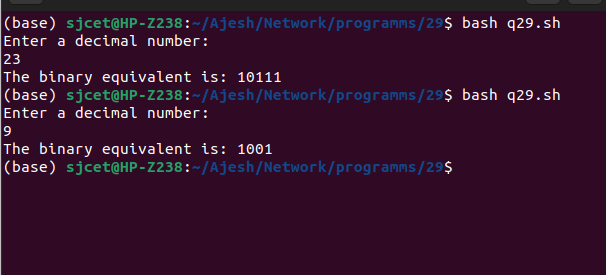 (base) sjcet@HP-Z238:~/Ajesh/Network/programms/29$ bash q29.sh
Enter a decimal number:
23
The binary equivalent is: 10111
(base) sjcet@HP-Z238:~/Ajesh/Network/programms/29$ bash q29.sh
Enter a decimal number:
9
The binary equivalent is: 1001
(base) sjcet@HP-Z238:~/Ajesh/Network/programms/29$